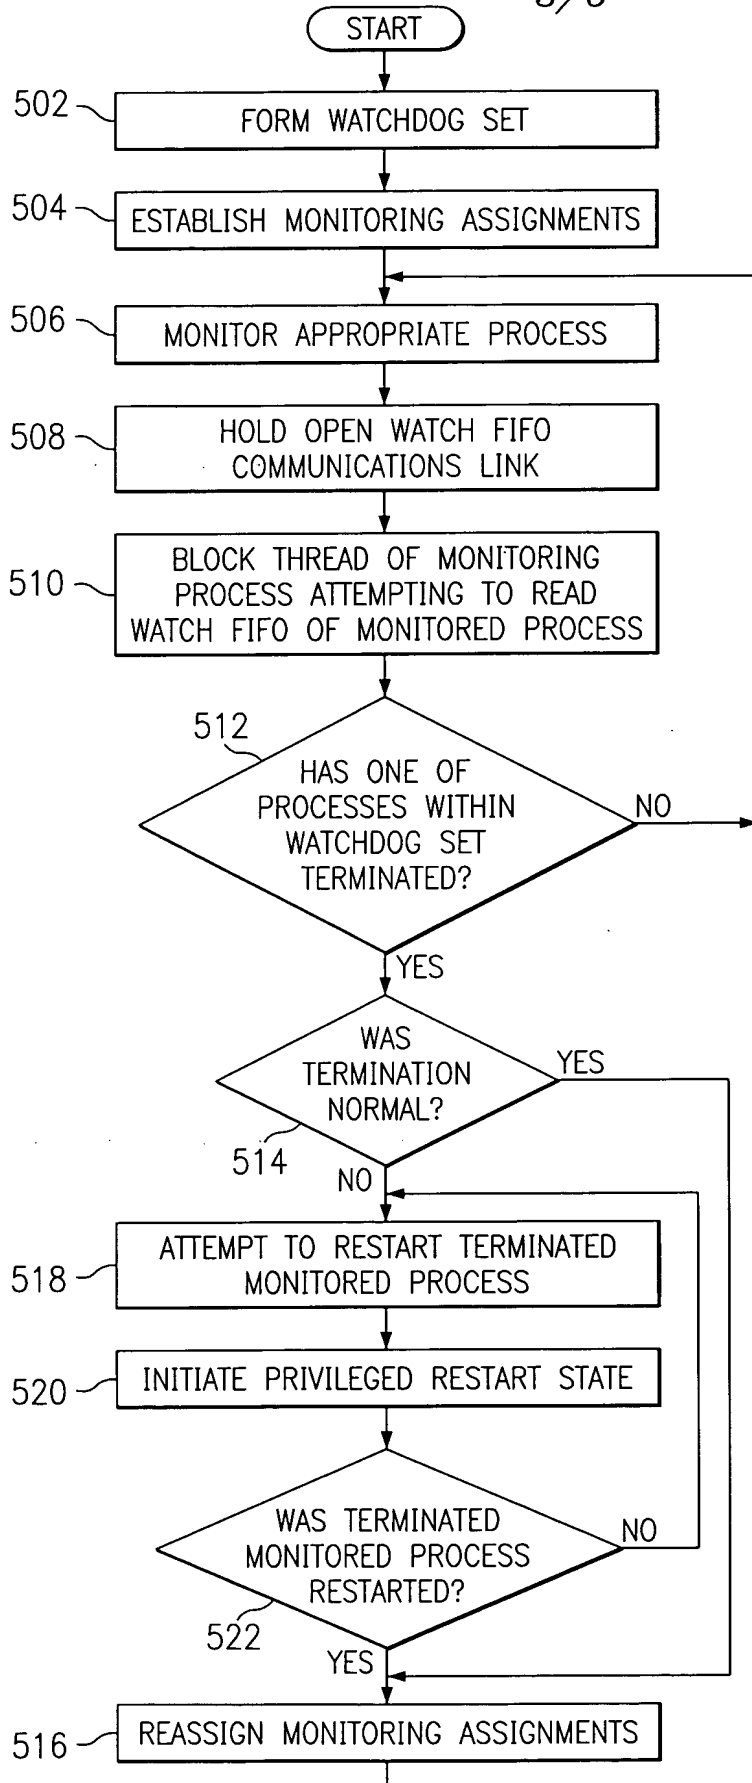 START
502
FORM WATCHDOG SET
504
ESTABLISH MONITORING ASSIGNMENTS
506
MONITOR APPROPRIATE PROCESS
508
HOLD OPEN WATCH FIFO
COMMUNICATIONS LINK
510
BLOCK THREAD OF MONITORING
PROCESS ATTEMPTING TO READ
WATCH FIFO OF MONITORED PROCESS
512
HAS ONE OF
PROCESSES WITHIN
WATCHDOG SET
TERMINATED?
NO
YES
WAS
TERMINATION
NORMAL?
YES
514
NO
518
ATTEMPT TO RESTART TERMINATED
MONITORED PROCESS
520
INITIATE PRIVILEGED RESTART STATE
WAS TERMINATED
MONITORED PROCESS
RESTARTED?
NO
522
YES
516
REASSIGN MONITORING ASSIGNMENTS